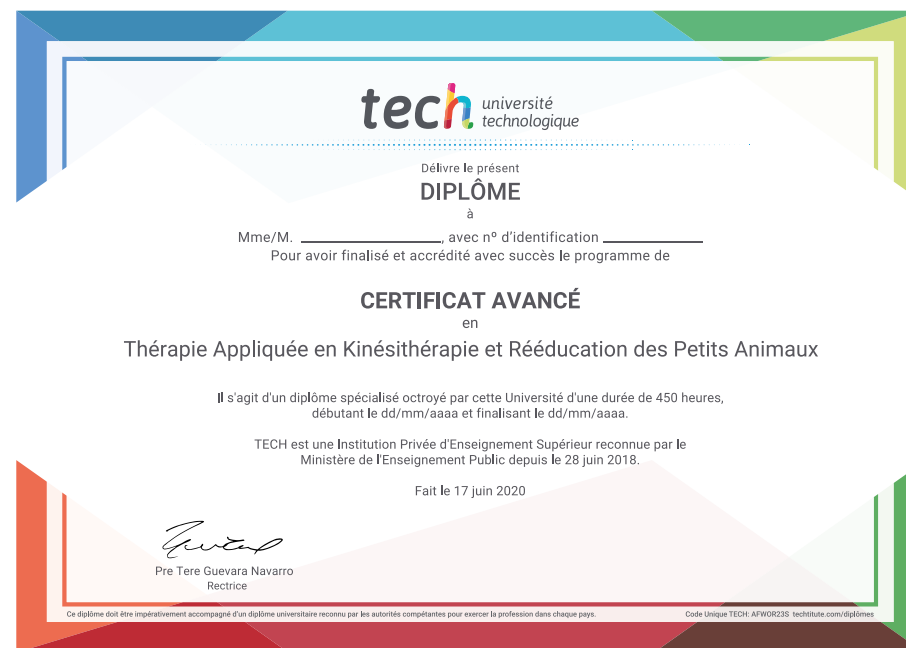 tech université
technologique
Délivre le présent
DIPLÔME
à
Mme/M. ____________________, avec nº d'identification ______________
Pour avoir finalisé et accrédité avec succès le programme de
CERTIFICAT AVANCÉ
en
Thérapie Appliquée en Kinésithérapie et Rééducation des Petits Animaux
Il s'agit d'un diplôme spécialisé octroyé par cette Université d'une durée de 450 heures,
débutant le dd/mm/aaaa et finalisant le dd/mm/aaaa.
TECH est une Institution Privée d'Enseignement Supérieur reconnue par le
Ministère de l'Enseignement Public depuis le 28 juin 2018.
Fait le 17 juin 2020
Pre Tere Guevara Navarro
Rectrice
Ce diplôme doit être impérativement accompagné d'un diplôme universitaire reconnu par les autorités compétentes pour exercer la profession dans chaque pays.
Code Unique TECH: AFWOR23S techtitute.com/diplômes